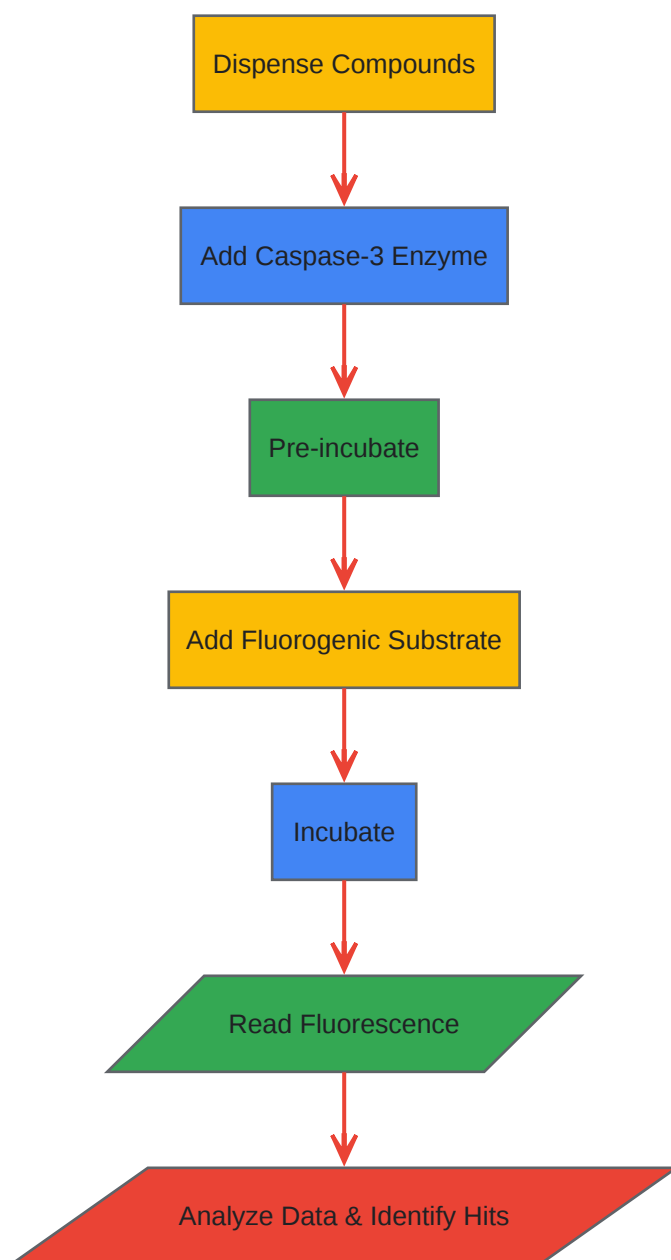 Dispense Compounds
Add Caspase-3 Enzyme
Pre-incubate
Add Fluorogenic Substrate
Incubate
Read Fluorescence
Analyze Data & Identify Hits